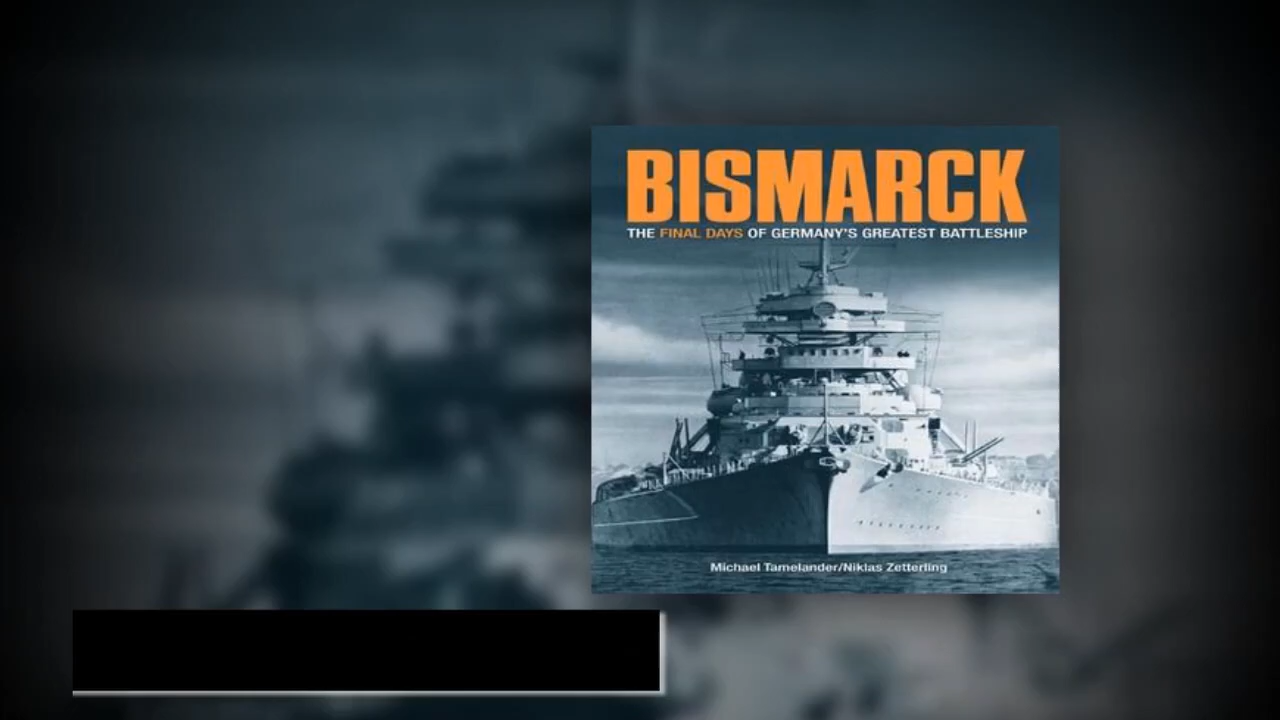 BISMARCK
THE FINAL DAYS OF GERMANY'S GREATEST BATTLESHIP
Michael Tamelander/Niklas Zetterling